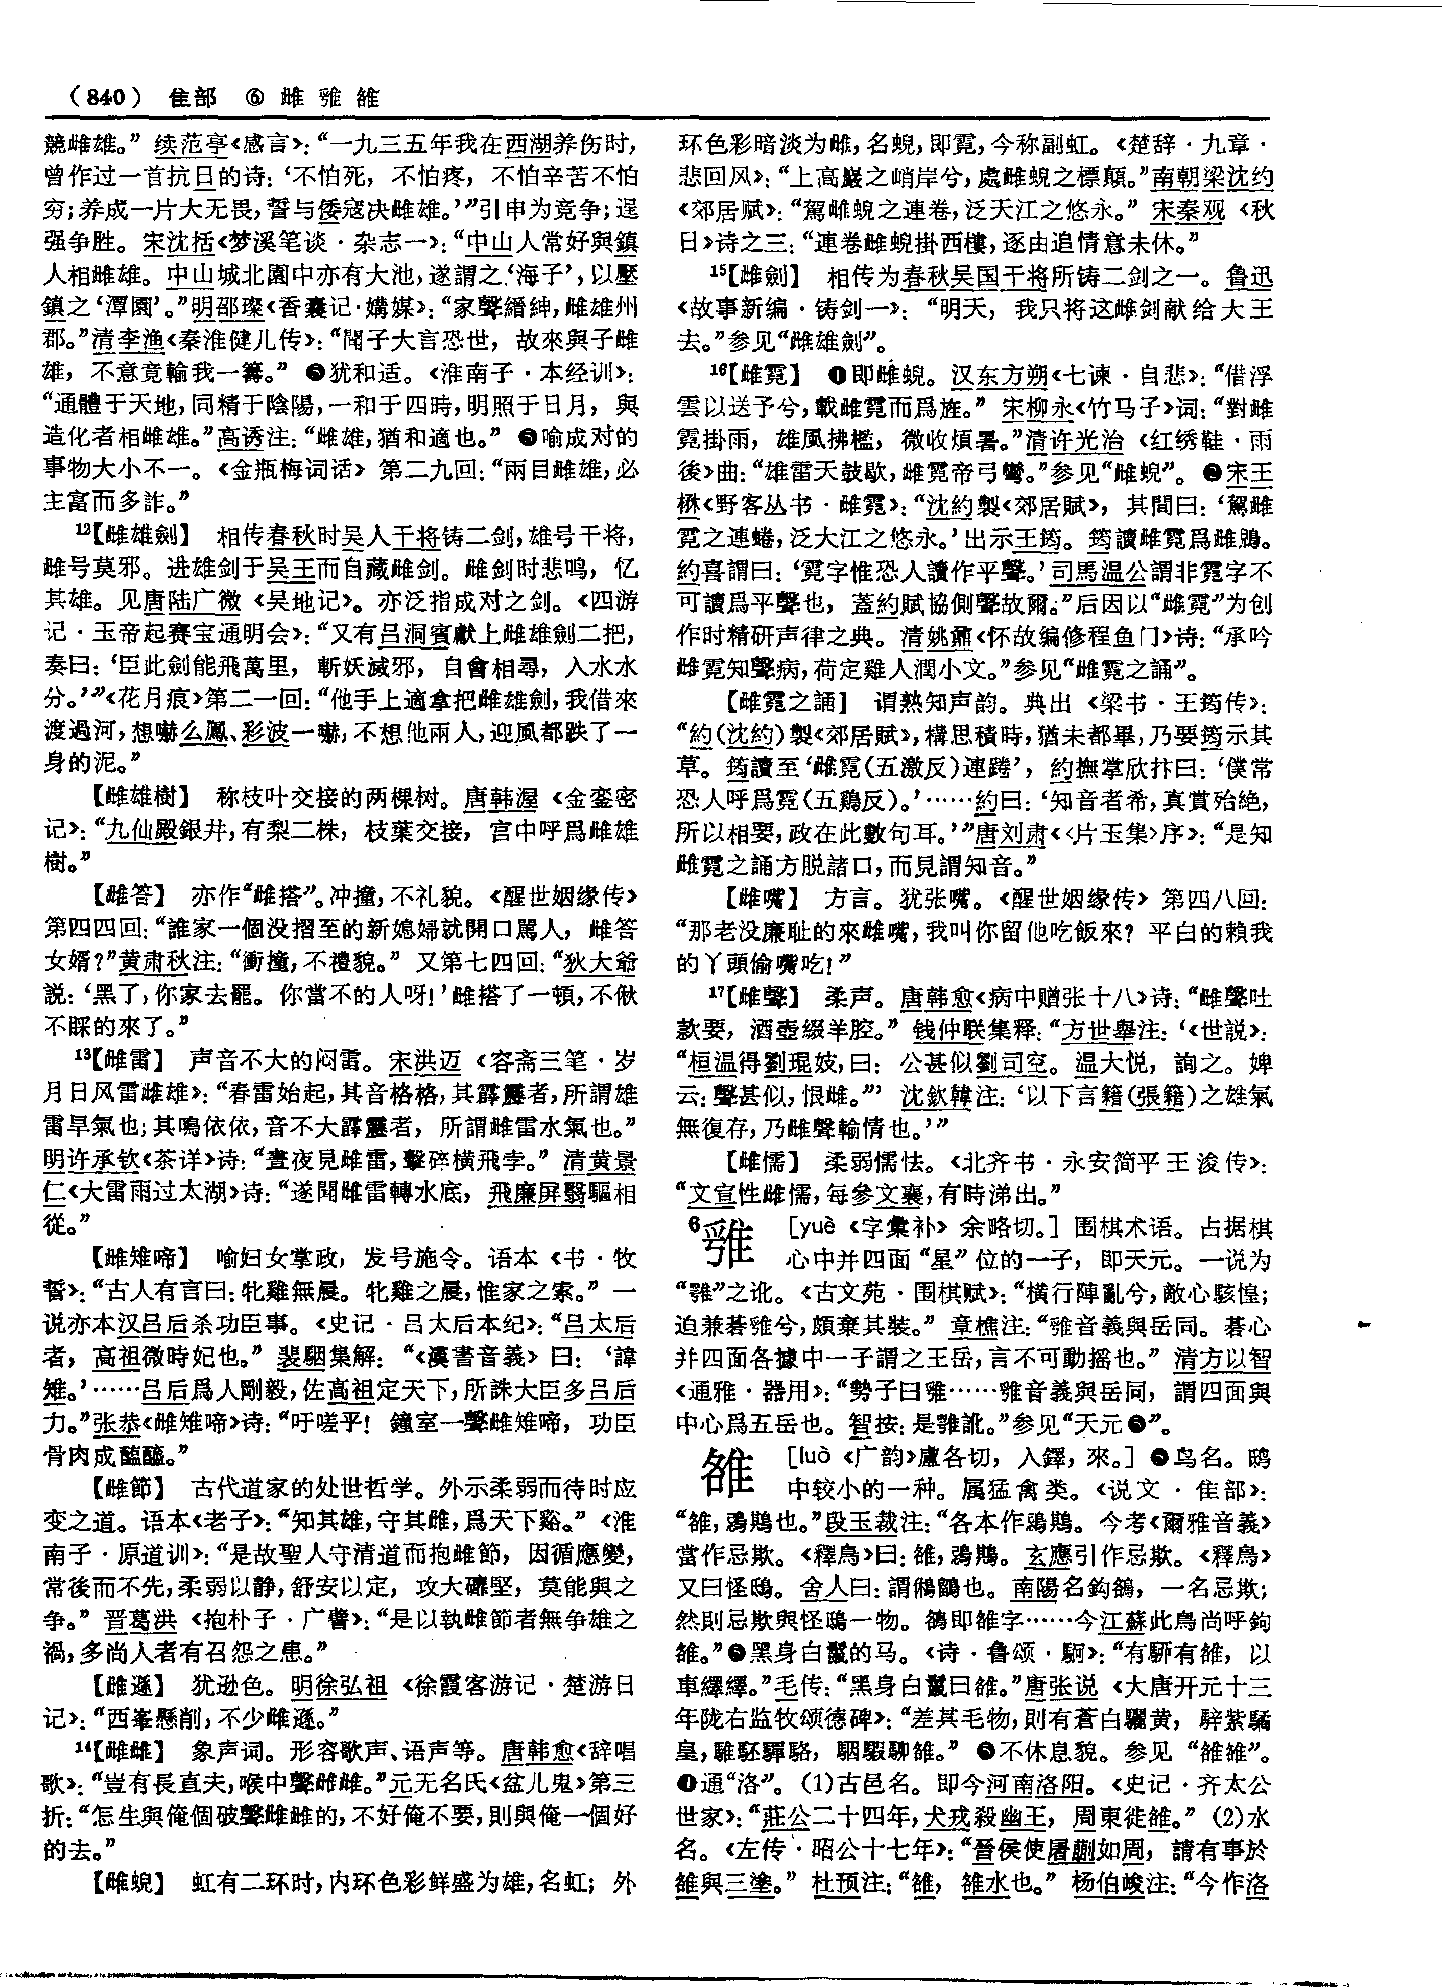 （840） 隹部 ⑥ 雌 雅 雒
競雌雄。”续范亭《感言》：“一九三五年我在西湖养伤时，
曾作过一首抗日的诗：‘不怕死，不怕疼，不怕辛苦不怕
穷；养成一片大无畏，誓与倭寇决雌雄。’”引申为竞争；逞
强争胜。宋沈括《梦溪笔谈·杂志一》：“中山人常好與鎮
人相雌雄。中山城北園中亦有大池，遂謂之‘海子’，以壓
鎮之‘潭園’。”明邵璨《香囊记·媾媒》：“家聲縉紳，雌雄州
郡。”清李渔《秦淮健儿传》：“聞子大言恐世，故來與子雌
雄，不意竟輸我一籌。” ❺犹和适。《淮南子·本经训》：
“通體于天地，同精于陰陽，一和于四時，明照于日月，與
造化者相雌雄。”高诱注：“雌雄，猶和適也。” ❻喻成对的
事物大小不一。《金瓶梅词话》第二九回：“兩目雌雄，必
主富而多詐。”
12【雌雄劍】 相传春秋时吴人干将铸二剑，雄号干将，
雌号莫邪。进雄剑于吴王而自藏雌剑。雌剑时悲鸣，亿
其雄。见唐陆广微《吴地记》。亦泛指成对之剑。《四游
记·玉帝起赛宝通明会》：“又有吕洞賓獻上雌雄劍二把，
奏曰：‘臣此劍能飛萬里，斬妖滅邪，自會相尋，入水水
分。’”《花月痕》第二一回：“他手上適拿把雌雄劍，我借來
渡過河，想嚇么鳳、彩波一嚇，不想他兩人，迎風都跌了一
身的泥。”
【雌雄樹】 称枝叶交接的两棵树。唐韩渥《金銮密
记》：“九仙殿銀井，有梨二株，枝葉交接，宫中呼爲雌雄
樹。”
【雌答】 亦作“雌搭”。冲撞，不礼貌。《醒世姻缘传》
第四四回：“誰家一個没摺至的新媳婦就開口罵人，雌答
女婿？”黄肃秋注：“衝撞，不禮貌。” 又第七四回：“狄大爺
説：‘黑了，你家去罷。你當不的人呀！’雌搭了一頓，不偢
不睬的來了。”
13【雌雷】 声音不大的闷雷。宋洪迈《容斋三笔·岁
月日风雷雌雄》：“春雷始起，其音格格，其霹靂者，所謂雄
雷旱氣也；其鳴依依，音不大霹靂者，所謂雌雷水氣也。”
明许承钦《茶洋》诗：“晝夜見雌雷，擊碎横飛孛。” 清黄景
仁《大雷雨过太湖》诗：“遂聞雌雷轉水底，飛廉屏翳驅相
從。”
【雌雉啼】 喻妇女掌政，发号施令。语本《书·牧
誓》：“古人有言曰：牝雞無晨。牝雞之晨，惟家之索。” 一
说亦本汉吕后杀功臣事。《史记·吕太后本纪》：“吕太后
者，高祖微時妃也。” 裴駰集解：“《漢書音義》曰：‘諱
雉。’……吕后爲人剛毅，佐高祖定天下，所誅大臣多吕后
力。”张恭《雌雉啼》诗：“吁嗟乎！鐘室一聲雌雉啼，功臣
骨肉成醢醢。”
【雌節】 古代道家的处世哲学。外示柔弱而待时应
变之道。语本《老子》：“知其雄，守其雌，爲天下谿。”《淮
南子·原道训》：“是故聖人守清道而抱雌節，因循應變，
常後而不先，柔弱以静，舒安以定，攻大䃺堅，莫能與之
争。”晋葛洪《抱朴子·广譬》：“是以執雌節者無争雄之
禍，多尚人者有召怨之患。”
【雌遜】 犹逊色。明徐弘祖《徐霞客游记·楚游日
记》：“西峯懸削，不少雌遜。”
14【雌雌】 象声词。形容歌声、语声等。唐韩愈《辞唱
歌》：“豈有長直夫，喉中聲雌雌。”元无名氏《盆儿鬼》第三
折：“怎生與俺個破聲雌雌的，不好俺不要，則與俺一個好
的去。”
【雌蜺】 虹有二环时，内环色彩鲜盛为雄，名虹；外
环色彩暗淡为雌，名蜺，即霓，今称副虹。《楚辞·九章·
悲回风》：“上高巖之峭岸兮，處雌蜺之標顛。”南朝梁沈约
《郊居赋》：“駕雌蜺之連卷，泛天江之悠永。” 宋秦观《秋
日》诗之三：“連卷雌蜺掛西樓，逐由追情意未休。”
15【雌劍】 相传为春秋吴国干将所铸二剑之一。鲁迅
《故事新编·铸剑一》：“明天，我只将这雌剑献给大王
去。”参见“雌雄劍”。
16【雌霓】 ❶即雌蜺。汉东方朔《七谏·自悲》：“借浮
雲以送予兮，載雌霓而爲旌。” 宋柳永《竹马子》词：“對雌
霓掛雨，雄風拂檻，微收煩暑。”清许光治《红绣鞋·雨
後》曲：“雄雷天鼓歇，雌霓帝弓彎。”参见“雌蜺”。 ❷宋王
楙《野客丛书·雌霓》：“沈約製《郊居賦》，其間曰：‘駕雌
霓之連蜷，泛大江之悠永。’出示王筠。筠讀雌霓爲雌鶂。
約喜謂曰：‘霓字惟恐人讀作平聲。’司馬温公謂非霓字不
可讀爲平聲也，蓋約賦協側聲故爾。”后因以“雌霓”为创
作时精研声律之典。清姚鼐《怀故编修程鱼门》诗：“承吟
雌霓知聲病，荷定雞人潤小文。”参见“雌霓之誦”。
【雌霓之誦】 谓熟知声韵。典出《梁书·王筠传》：
“約（沈約）製《郊居賦》，構思積時，猶未都畢，乃要筠示其
草。筠讀至‘雌霓（五激反）連踡’，約撫掌欣抃曰：‘僕常
恐人呼爲霓（五鷄反）。’……約曰：‘知音者希，真賞殆絶，
所以相要，政在此數句耳。’”唐刘肃《〈片玉集〉序》：“是知
雌霓之誦方脱諸口，而見謂知音。”
【雌嘴】 方言。犹张嘴。《醒世姻缘传》第四八回：
“那老没廉耻的來雌嘴，我叫你留他吃飯來？平白的賴我
的丫頭偷嘴吃！”
17【雌聲】 柔声。唐韩愈《病中赠张十八》诗：“雌聲吐
款要，酒壺綴羊腔。” 钱仲联集释：“方世舉注：‘《世説》：
“桓温得劉琨妓，曰：公甚似劉司空。温大悦，詢之。婢
云：聲甚似，恨雌。”’ 沈欽韓注：‘以下言籍（張籍）之雄氣
無復存，乃雌聲輸情也。’”
【雌懦】 柔弱懦怯。《北齐书·永安简平王浚传》：
“文宣性雌懦，每參文襄，有時涕出。”
6 雅 [yuè《字彙补》余略切。] 围棋术语。占据棋
心中并四面“星”位的一子，即天元。一说为
“雅”之讹。《古文苑·围棋赋》：“横行陣亂兮，敵心駭惶；
迫兼碁雅兮，頗棄其裝。” 章樵注：“雅音義與岳同。碁心
并四面各據中一子謂之王岳，言不可動摇也。” 清方以智
《通雅·器用》：“勢子曰雅……雅音義與岳同，謂四面與
中心爲五岳也。智按：是雅訛。”参见“天元❺”。
雒 [luò《广韵》盧各切，入鐸，來。] ❶鸟名。鸱
中较小的一种。属猛禽类。《说文·隹部》：
“雒，鵋䳢也。”段玉裁注：“各本作鵋䳢。今考《爾雅音義》
當作忌欺。《釋鳥》曰：雒，鵋䳢。玄應引作忌欺。《釋鳥》
又曰怪鴟。舍人曰：謂鵂鶹也。南陽名鉤鵅，一名忌欺；
然則忌欺與怪鴟一物。鵅即雒字……今江蘇此鳥尚呼鉤
雒。” ❷黑身白鬣的马。《诗·鲁颂·駉》：“有駵有雒，以
車繹繹。”毛传：“黑身白鬣曰雒。”唐张说《大唐开元十三
年陇右监牧颂德碑》：“差其毛物，則有蒼白驪黄，騂紫騧
皇，騅駓驒駱，駰騢駵雒。” ❸不休息貌。参见“雒雒”。
❹通“洛”。（1）古邑名。即今河南洛阳。《史记·齐太公
世家》：“莊公二十四年，犬戎殺幽王，周東徙雒。”（2）水
名。《左传·昭公十七年》：“晉侯使屠蒯如周，請有事於
雒與三塗。” 杜预注：“雒，雒水也。” 杨伯峻注：“今作洛